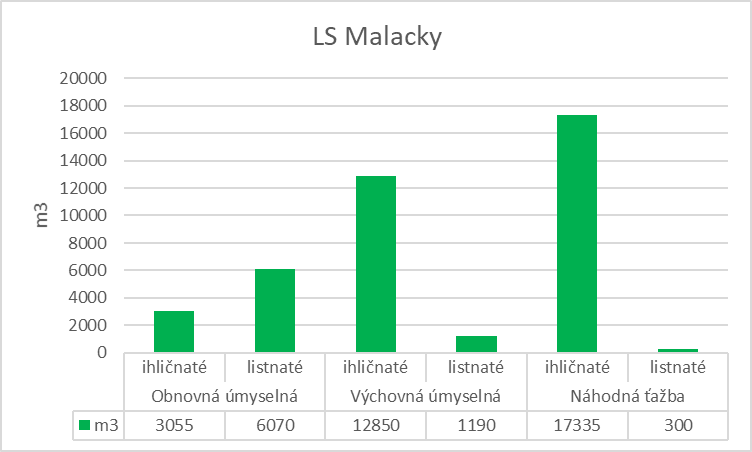 LS Malacky
20000
18000
16000
14000
12000
10000
8000
6000
4000
2000
0
m3
ihličnaté listnaté ihličnaté listnaté ihličnaté listnaté
Obnovná úmyselná Výchovná úmyselná Náhodná ťažba
m3 3055 6070 12850 1190 17335 300